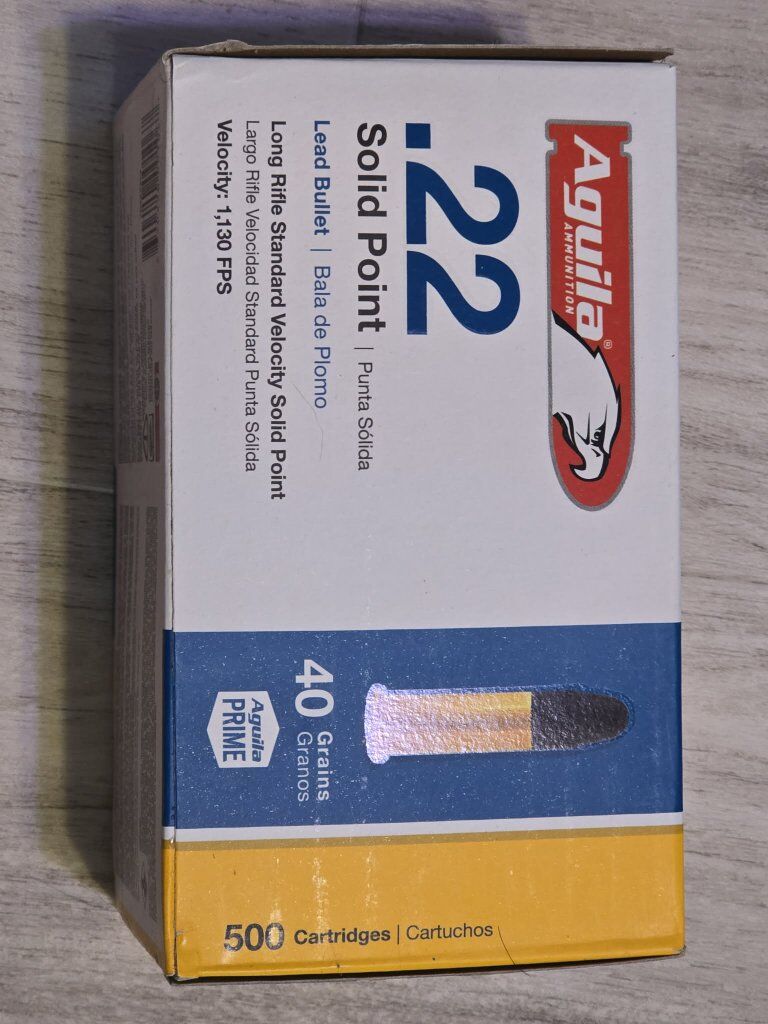 Aguila®
AMMUNITION
.22
Solid Point | Punta Sólida
Lead Bullet | Bala de Plomo
Long Rifle Standard Velocity Solid Point
Largo Rifle Velocidad Standard Punta Sólida
Velocity: 1,130 FPS
40 Grains
Granos
Aguila
PRIME
500 Cartridges | Cartuchos